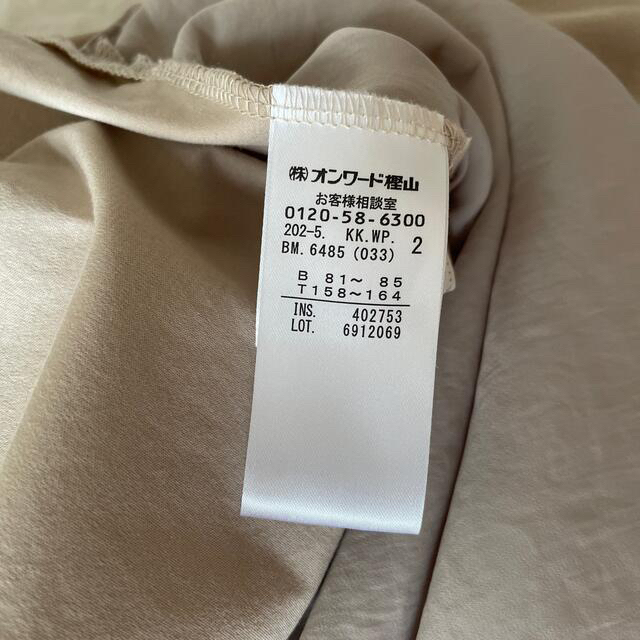 ㈱オンワード樫山
お客様相談室
0120-58-6300
202-5. KK.WP. 2
BM. 6485 (033)
B 81～ 85
T158～164
INS. 402753
LOT. 6912069